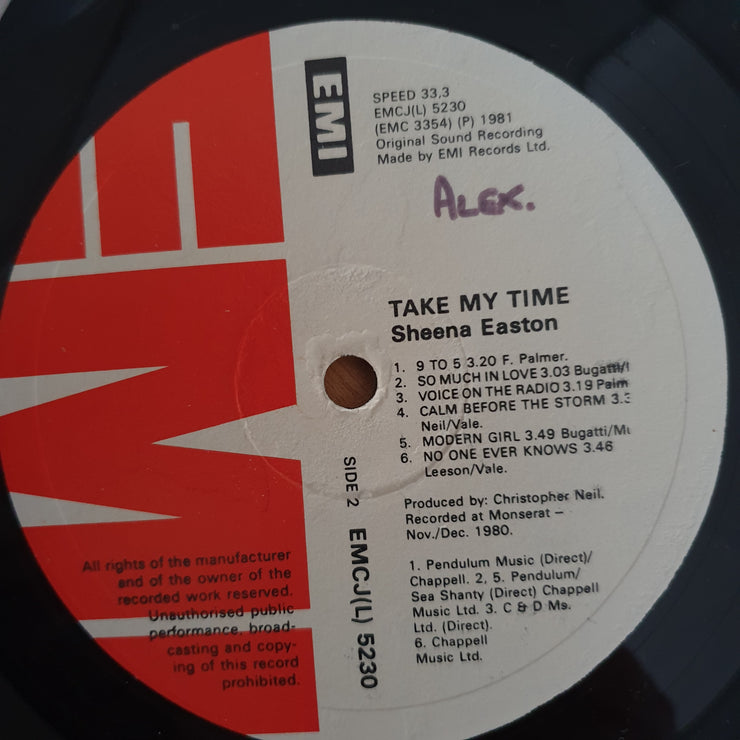 EMI
SPEED 33,3
EMCJ(L) 5230
(EMC 3354) (P) 1981
Original Sound Recording
Made by EMI Records Ltd.
ALEX.
TAKE MY TIME
Sheena Easton
1. 9 TO 5 3.20 F. Palmer.
2. SO MUCH IN LOVE 3.03 Bugatti/
3. VOICE ON THE RADIO 3.19 Palm
4. CALM BEFORE THE STORM 3.3
Neil/Vale.
5. MODERN GIRL 3.49 Bugatti/Mu
6. NO ONE EVER KNOWS 3.46
Leeson/Vale.
Produced by: Christopher Neil.
Recorded at Monserat –
Nov./Dec. 1980.
1. Pendulum Music (Direct)/
Chappell. 2, 5. Pendulum/
Sea Shanty (Direct) Chappell
Music Ltd. 3. C & D Ms.
Ltd. (Direct).
6. Chappell
Music Ltd.
SIDE 2 EMCJ(L) 5230
All rights of the manufacturer
and of the owner of the
recorded work reserved.
Unauthorised public
performance, broad-
casting and copy-
ing of this record
prohibited.
EMI